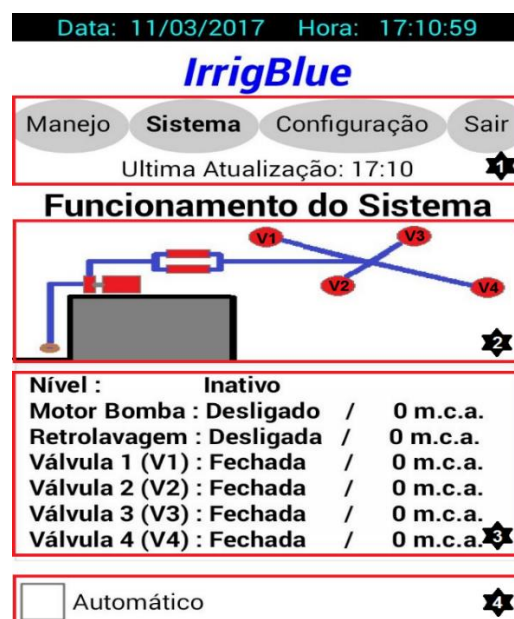 Data: 11/03/2017 Hora: 17:10:59
IrrigBlue
Manejo Sistema Configuração Sair
Ultima Atualização: 17:10
1
Funcionamento do Sistema
V1 V3
V2 V4
2
Nível : Inativo
Motor Bomba : Desligado / 0 m.c.a.
Retrolavagem : Desligada / 0 m.c.a.
Válvula 1 (V1) : Fechada / 0 m.c.a.
Válvula 2 (V2) : Fechada / 0 m.c.a.
Válvula 3 (V3) : Fechada / 0 m.c.a.
Válvula 4 (V4) : Fechada / 0 m.c.a.
3
Automático
4